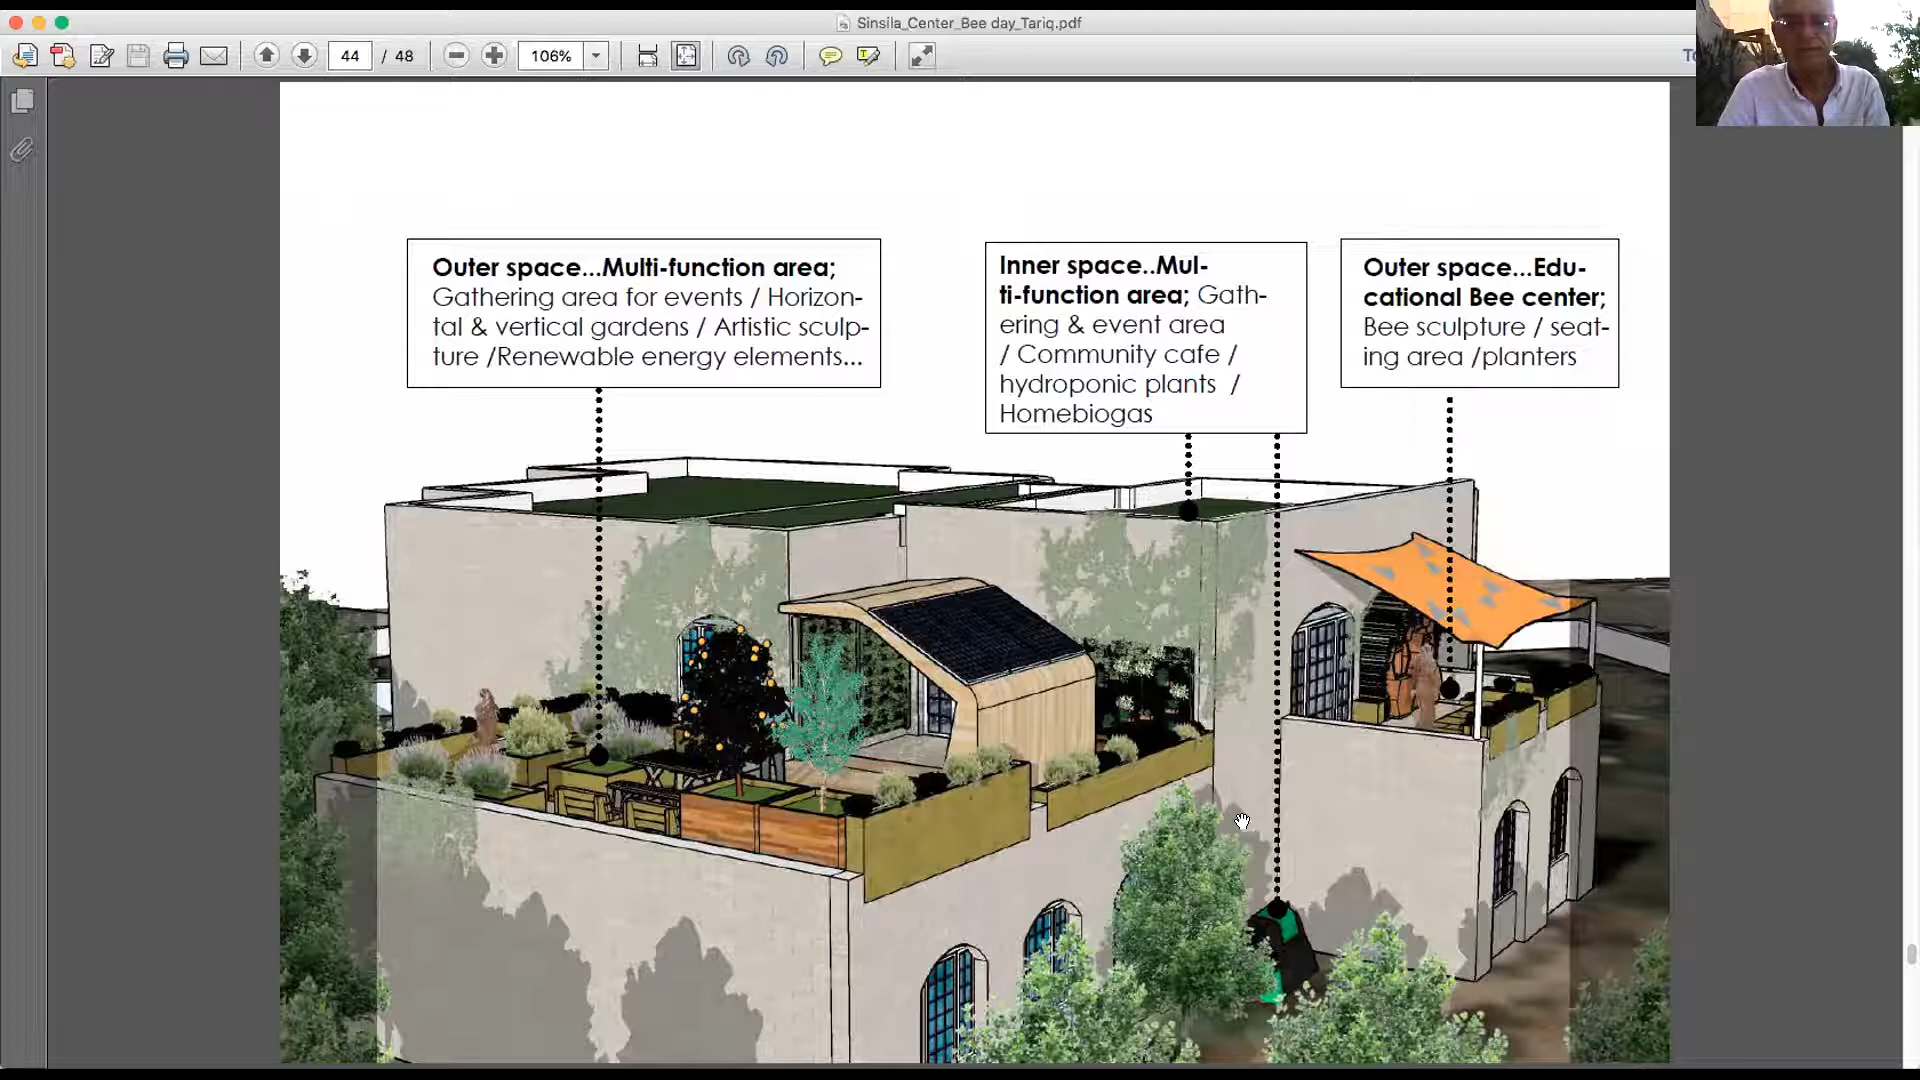 Sinsila_Center_Bee day_Tariq.pdf
44 / 48
106%
Outer space...Multi-function area;
Gathering area for events / Horizon-
tal & vertical gardens / Artistic sculp-
ture /Renewable energy elements...
Inner space..Mul-
ti-function area; Gath-
ering & event area
/ Community cafe /
hydroponic plants /
Homebiogas
Outer space...Edu-
cational Bee center;
Bee sculpture / seat-
ing area /planters